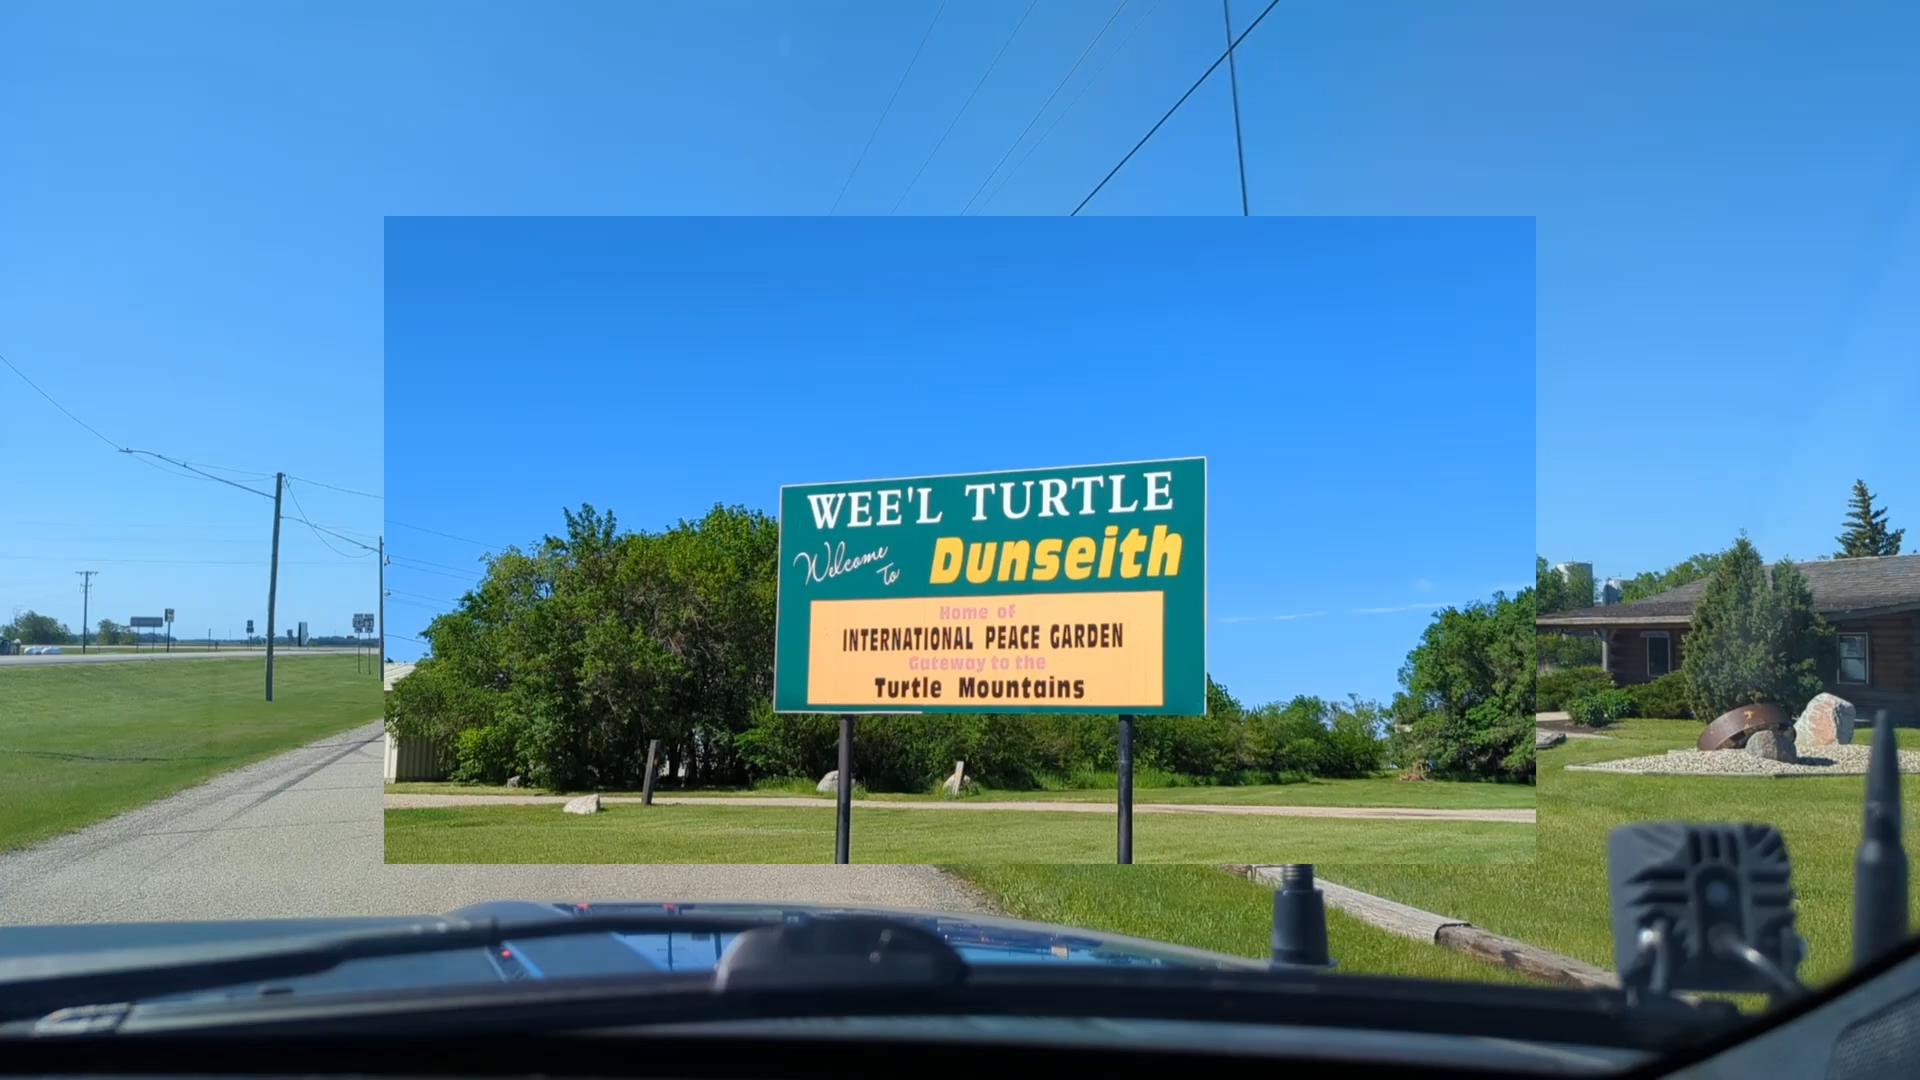 WEE'L TURTLE
Welcome To Dunseith
Home of
INTERNATIONAL PEACE GARDEN
Gateway to the
Turtle Mountains